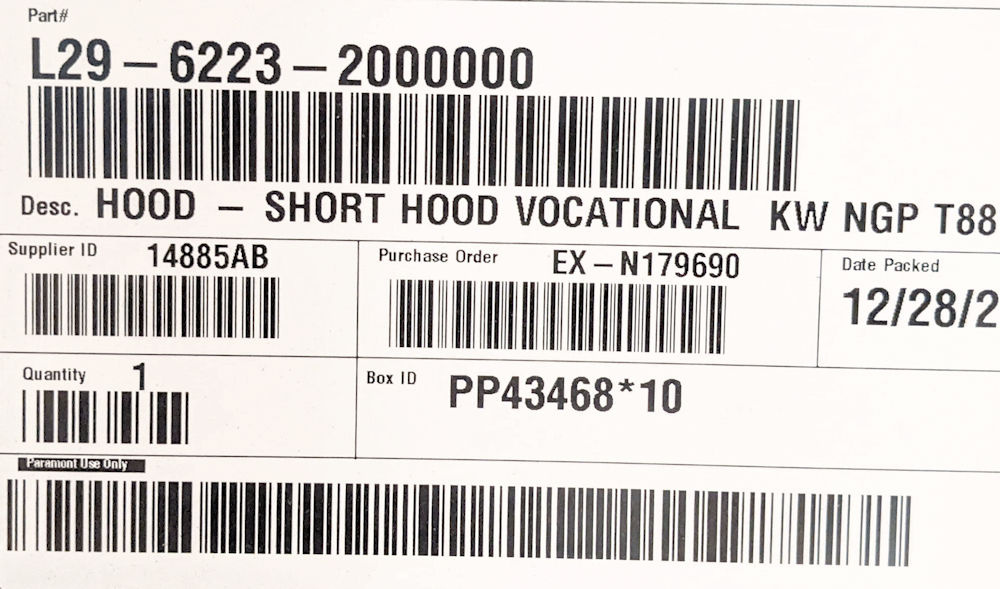 Part#
L29-6223-2000000
Desc. HOOD - SHORT HOOD VOCATIONAL KW NGP T88
Supplier ID 14885AB
Purchase Order EX-N179690
Date Packed
12/28/2
Quantity 1
Box ID PP43468*10
Paramont Use Only